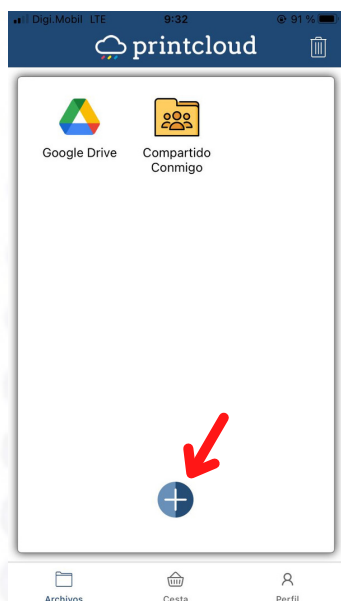 Digi.Mobil LTE 9:32 91 %
printcloud
Google Drive Compartido
Conmigo
Archivos Cesta Perfil